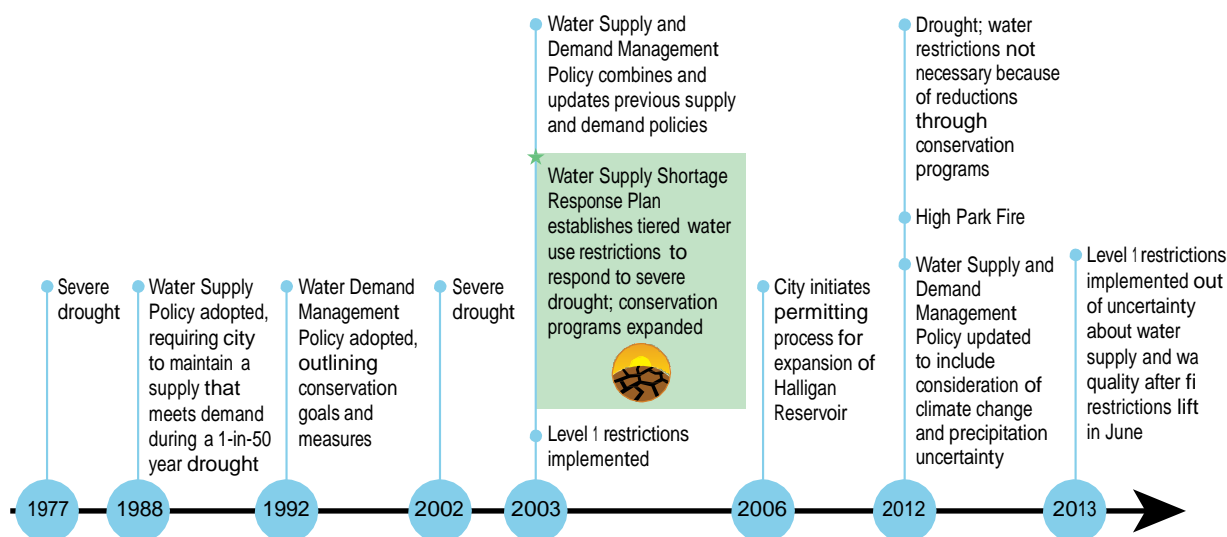 Severe
drought
Water Supply
Policy adopted,
requiring city
to maintain a
supply that
meets demand
during a 1-in-50
year drought
Water Demand
Management
Policy adopted,
outlining
conservation
goals and
measures
Severe
drought
Water Supply and
Demand Management
Policy combines and
updates previous supply
and demand policies
Water Supply Shortage
Response Plan
establishes tiered water
use restrictions to
respond to severe
drought; conservation
programs expanded
Level 1 restrictions
implemented
City initiates
permitting
process for
expansion of
Halligan
Reservoir
Drought; water
restrictions not
necessary because
of reductions
through
conservation
programs
High Park Fire
Water Supply and
Demand
Management
Policy updated
to include
consideration of
climate change
and precipitation
uncertainty
Level 1 restrictions
implemented out
of uncertainty
about water
supply and wa
quality after fi
restrictions lift
in June
1977
1988
1992
2002
2003
2006
2012
2013